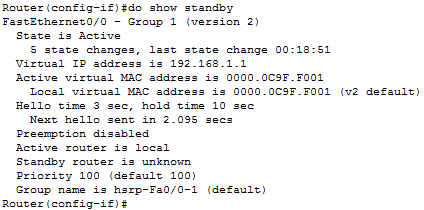 Router(config-if)#do show standby
FastEthernet0/0 - Group 1 (version 2)
  State is Active
    5 state changes, last state change 00:18:51
  Virtual IP address is 192.168.1.1
  Active virtual MAC address is 0000.0C9F.F001
    Local virtual MAC address is 0000.0C9F.F001 (v2 default)
  Hello time 3 sec, hold time 10 sec
    Next hello sent in 2.095 secs
  Preemption disabled
  Active router is local
  Standby router is unknown
  Priority 100 (default 100)
  Group name is hsrp-Fa0/0-1 (default)
Router(config-if)#